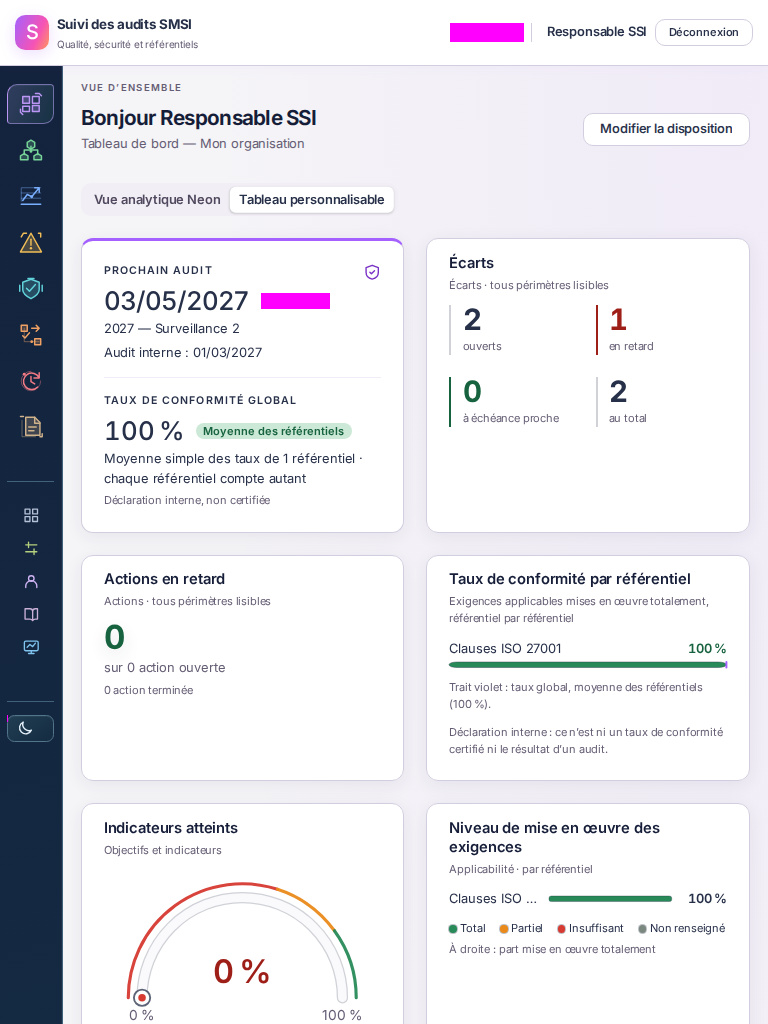 S
Suivi des audits SMSI
Qualité, sécurité et référentiels
Responsable SSI
Déconnexion
VUE D'ENSEMBLE
Bonjour Responsable SSI
Tableau de bord — Mon organisation
Modifier la disposition
Vue analytique Neon
Tableau personnalisable
PROCHAIN AUDIT
03/05/2027
2027 — Surveillance 2
Audit interne : 01/03/2027
TAUX DE CONFORMITÉ GLOBAL
100 % Moyenne des référentiels
Moyenne simple des taux de 1 référentiel ·
chaque référentiel compte autant
Déclaration interne, non certifiée
Écarts
Écarts · tous périmètres lisibles
2
ouverts
1
en retard
0
à échéance proche
2
au total
Actions en retard
Actions · tous périmètres lisibles
0
sur 0 action ouverte
0 action terminée
Taux de conformité par référentiel
Exigences applicables mises en œuvre totalement,
référentiel par référentiel
Clauses ISO 27001 100 %
Trait violet : taux global, moyenne des référentiels
(100 %).
Déclaration interne : ce n'est ni un taux de conformité
certifié ni le résultat d'un audit.
Indicateurs atteints
Objectifs et indicateurs
0 %
0 % 100 %
Niveau de mise en œuvre des
exigences
Applicabilité · par référentiel
Clauses ISO ... 100 %
Total Partiel Insuffisant Non renseigné
À droite : part mise en œuvre totalement